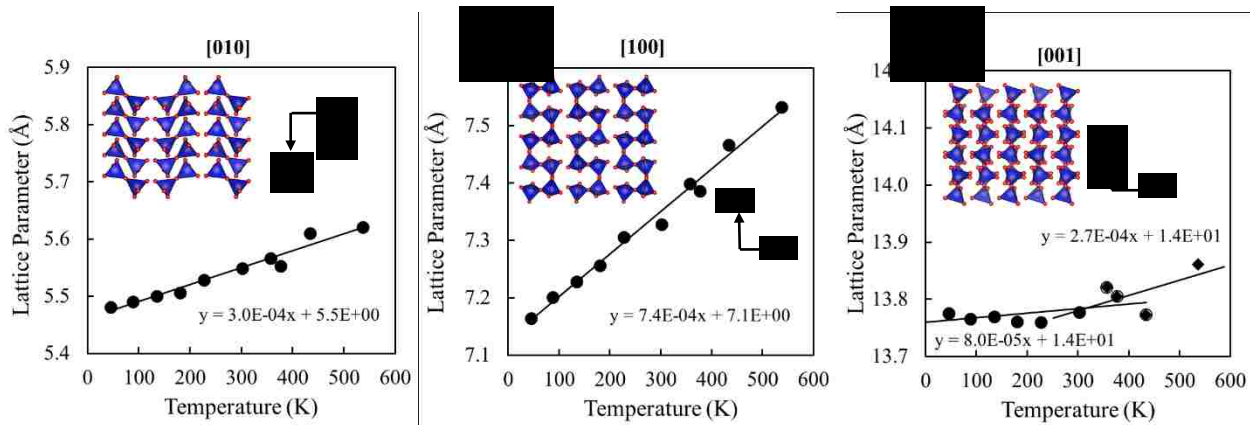 [010]
5.9
5.8
5.7
5.6
5.5
5.4
Lattice Parameter (Å)
y = 3.0E-04x + 5.5E+00
0 100 200 300 400 500 600
Temperature (K)
[100]
7.5
7.4
7.3
7.2
7.1
Lattice Parameter (Å)
y = 7.4E-04x + 7.1E+00
0 100 200 300 400 500 600
Temperature (K)
[001]
14.1
14.0
13.9
13.8
13.7
Lattice Parameter (Å)
y = 2.7E-04x + 1.4E+01
y = 8.0E-05x + 1.4E+01
0 100 200 300 400 500 600
Temperature (K)